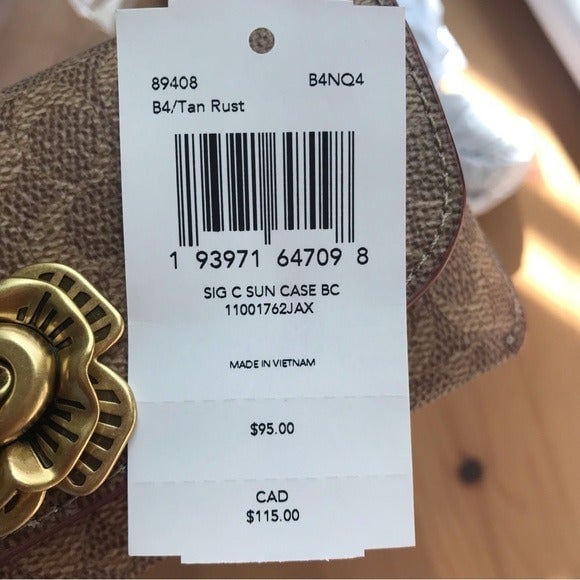 89408 B4NQ4
B4/Tan Rust
1 93971 64709 8
SIG C SUN CASE BC
11001762JAX
MADE IN VIETNAM
$95.00
CAD
$115.00